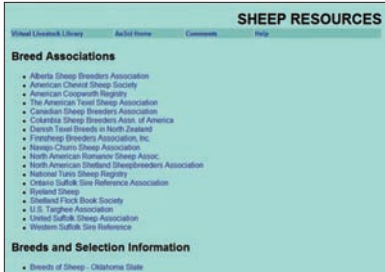 SHEEP RESOURCES
Virtual Livestock Library AnSci Home Comments Help
Breed Associations
Alberta Sheep Breeders Association
American Cheviot Sheep Society
American Coopworth Registry
The American Texel Sheep Association
Canadian Sheep Breeders Association
Columbia Sheep Breeders Assn. of America
Danish Texel Breeds in North Zealand
Finnsheep Breeders Association, Inc.
Navajo-Churro Sheep Association
North American Romanov Sheep Assoc.
North American Shetland Sheepbreeders Association
National Tunis Sheep Registry
Ontario Suffolk Sire Reference Association
Ryeland Sheep
Shetland Flock Book Society
U.S. Targhee Association
United Suffolk Sheep Association
Western Suffolk Sire Reference
Breeds and Selection Information
Breeds of Sheep - Oklahoma State